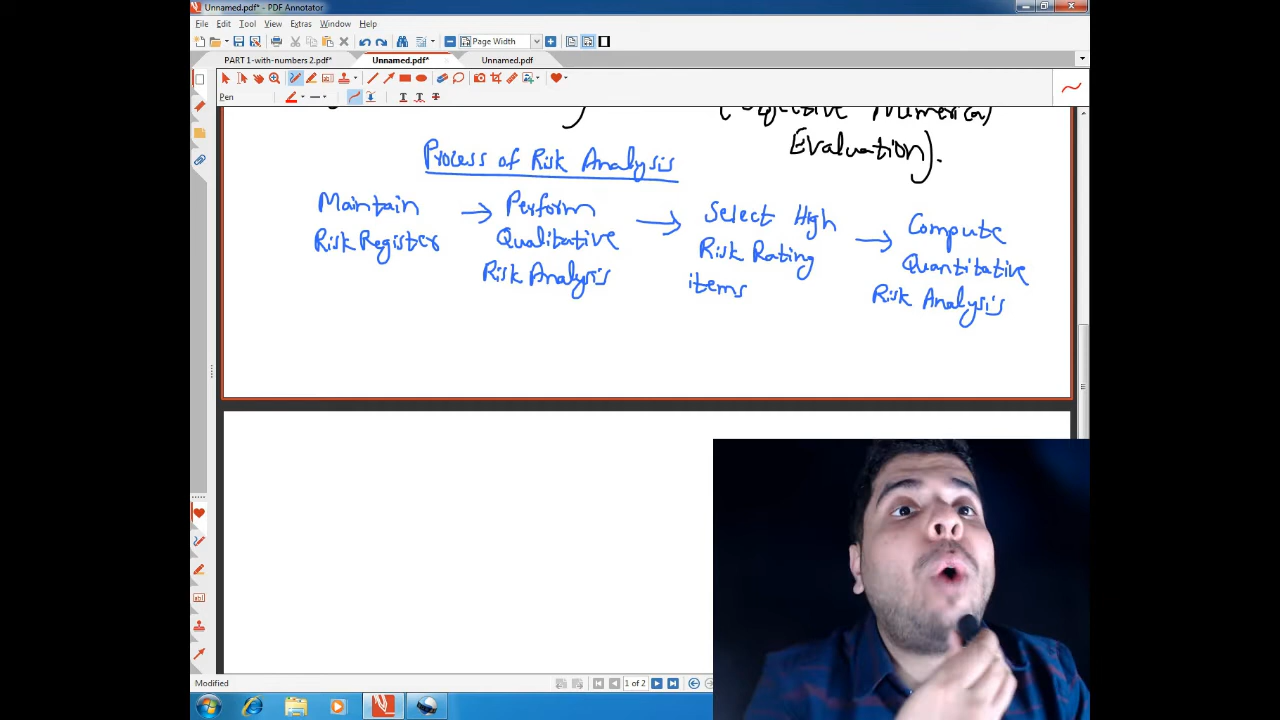 Unnamed.pdf* - PDF Annotator
File Edit Tool View Extras Window Help
Page Width
PART 1-with-numbers 2.pdf* Unnamed.pdf* Unnamed.pdf
Pen
Numerical
Evaluation).
Process of Risk Analysis
Maintain
Risk Register
→ Perform
Qualitative
Risk Analysis
→ Select High
Risk Rating
items
→ Compute
Quantitative
Risk Analysis
Modified
1 of 2